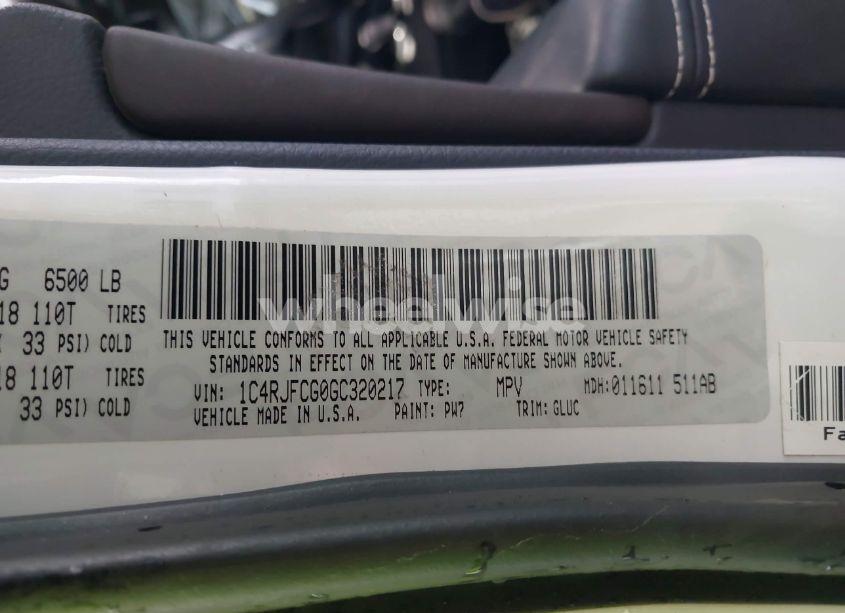 G 6500 LB
18 110T TIRES
33 PSI) COLD
18 110T TIRES
33 PSI) COLD
THIS VEHICLE CONFORMS TO ALL APPLICABLE U.S.A. FEDERAL MOTOR VEHICLE SAFETY
STANDARDS IN EFFECT ON THE DATE OF MANUFACTURE SHOWN ABOVE.
VIN: 1C4RJFCG0GC320217 TYPE: MPV MDH:011611 511AB
VEHICLE MADE IN U.S.A. PAINT: PW7 TRIM: GLUC
wheelwise
Fa